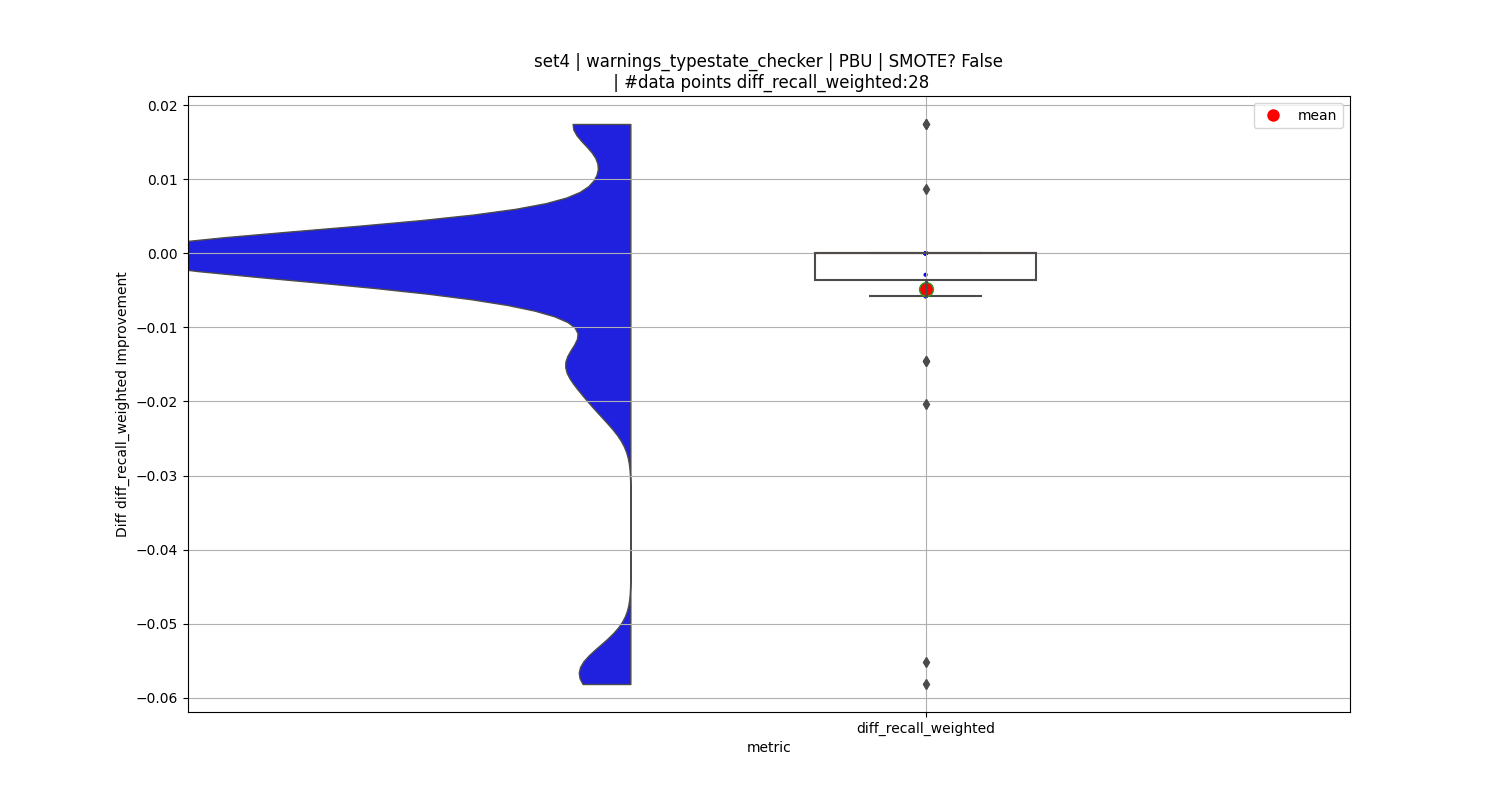 set4 | warnings_typestate_checker | PBU | SMOTE? False
| #data points diff_recall_weighted:28
mean
0.02
0.01
0.00
−0.01
−0.02
−0.03
−0.04
−0.05
−0.06
Diff diff_recall_weighted Improvement
diff_recall_weighted
metric